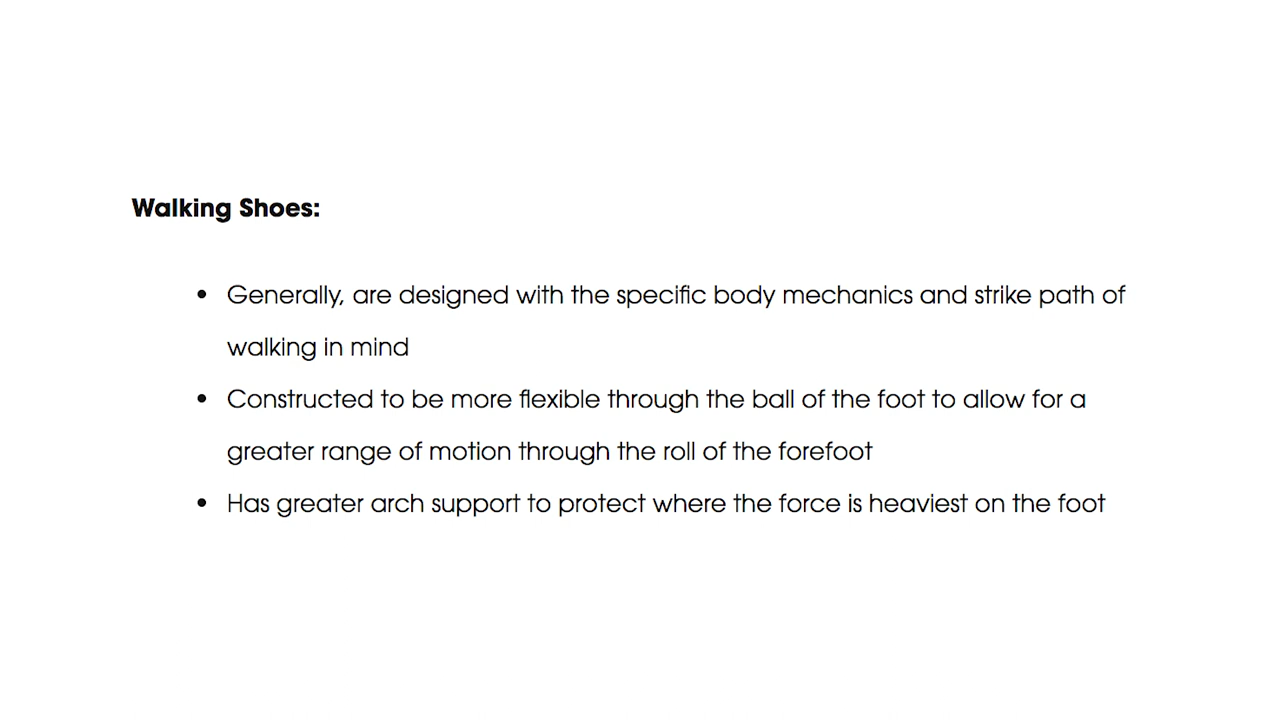 Walking Shoes:
• Generally, are designed with the specific body mechanics and strike path of
walking in mind
• Constructed to be more flexible through the ball of the foot to allow for a
greater range of motion through the roll of the forefoot
• Has greater arch support to protect where the force is heaviest on the foot